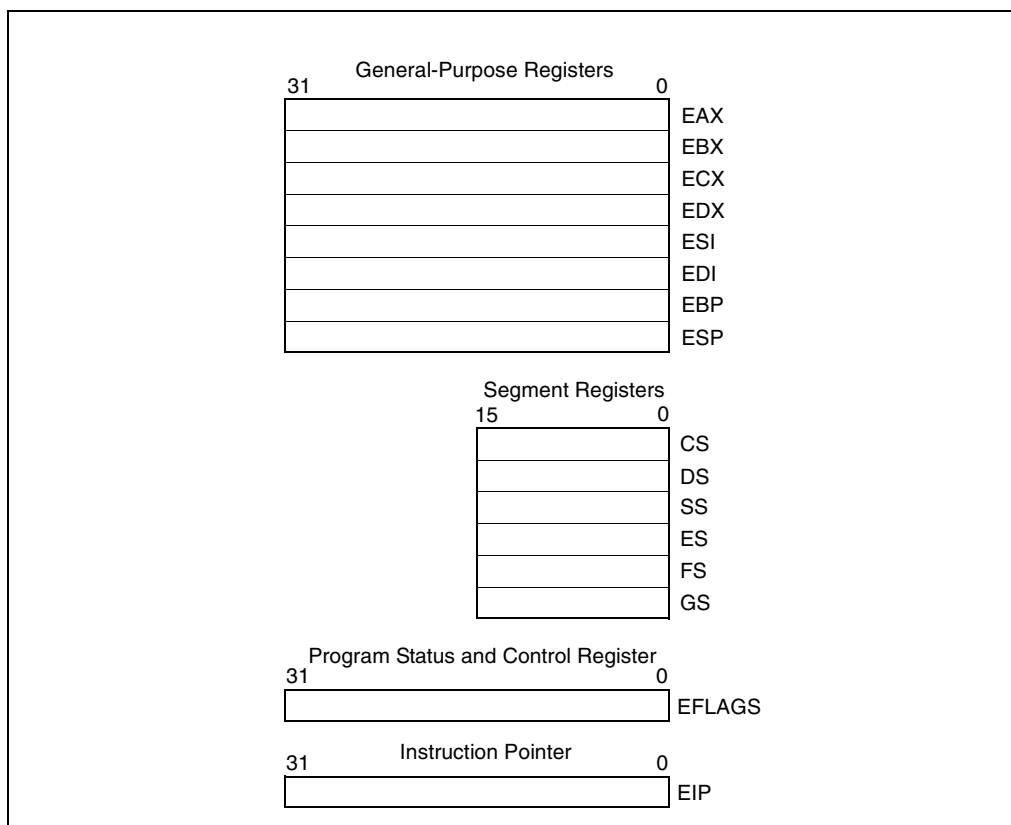 General-Purpose Registers
31 0
EAX
EBX
ECX
EDX
ESI
EDI
EBP
ESP
Segment Registers
15 0
CS
DS
SS
ES
FS
GS
Program Status and Control Register
31 0
EFLAGS
Instruction Pointer
31 0
EIP